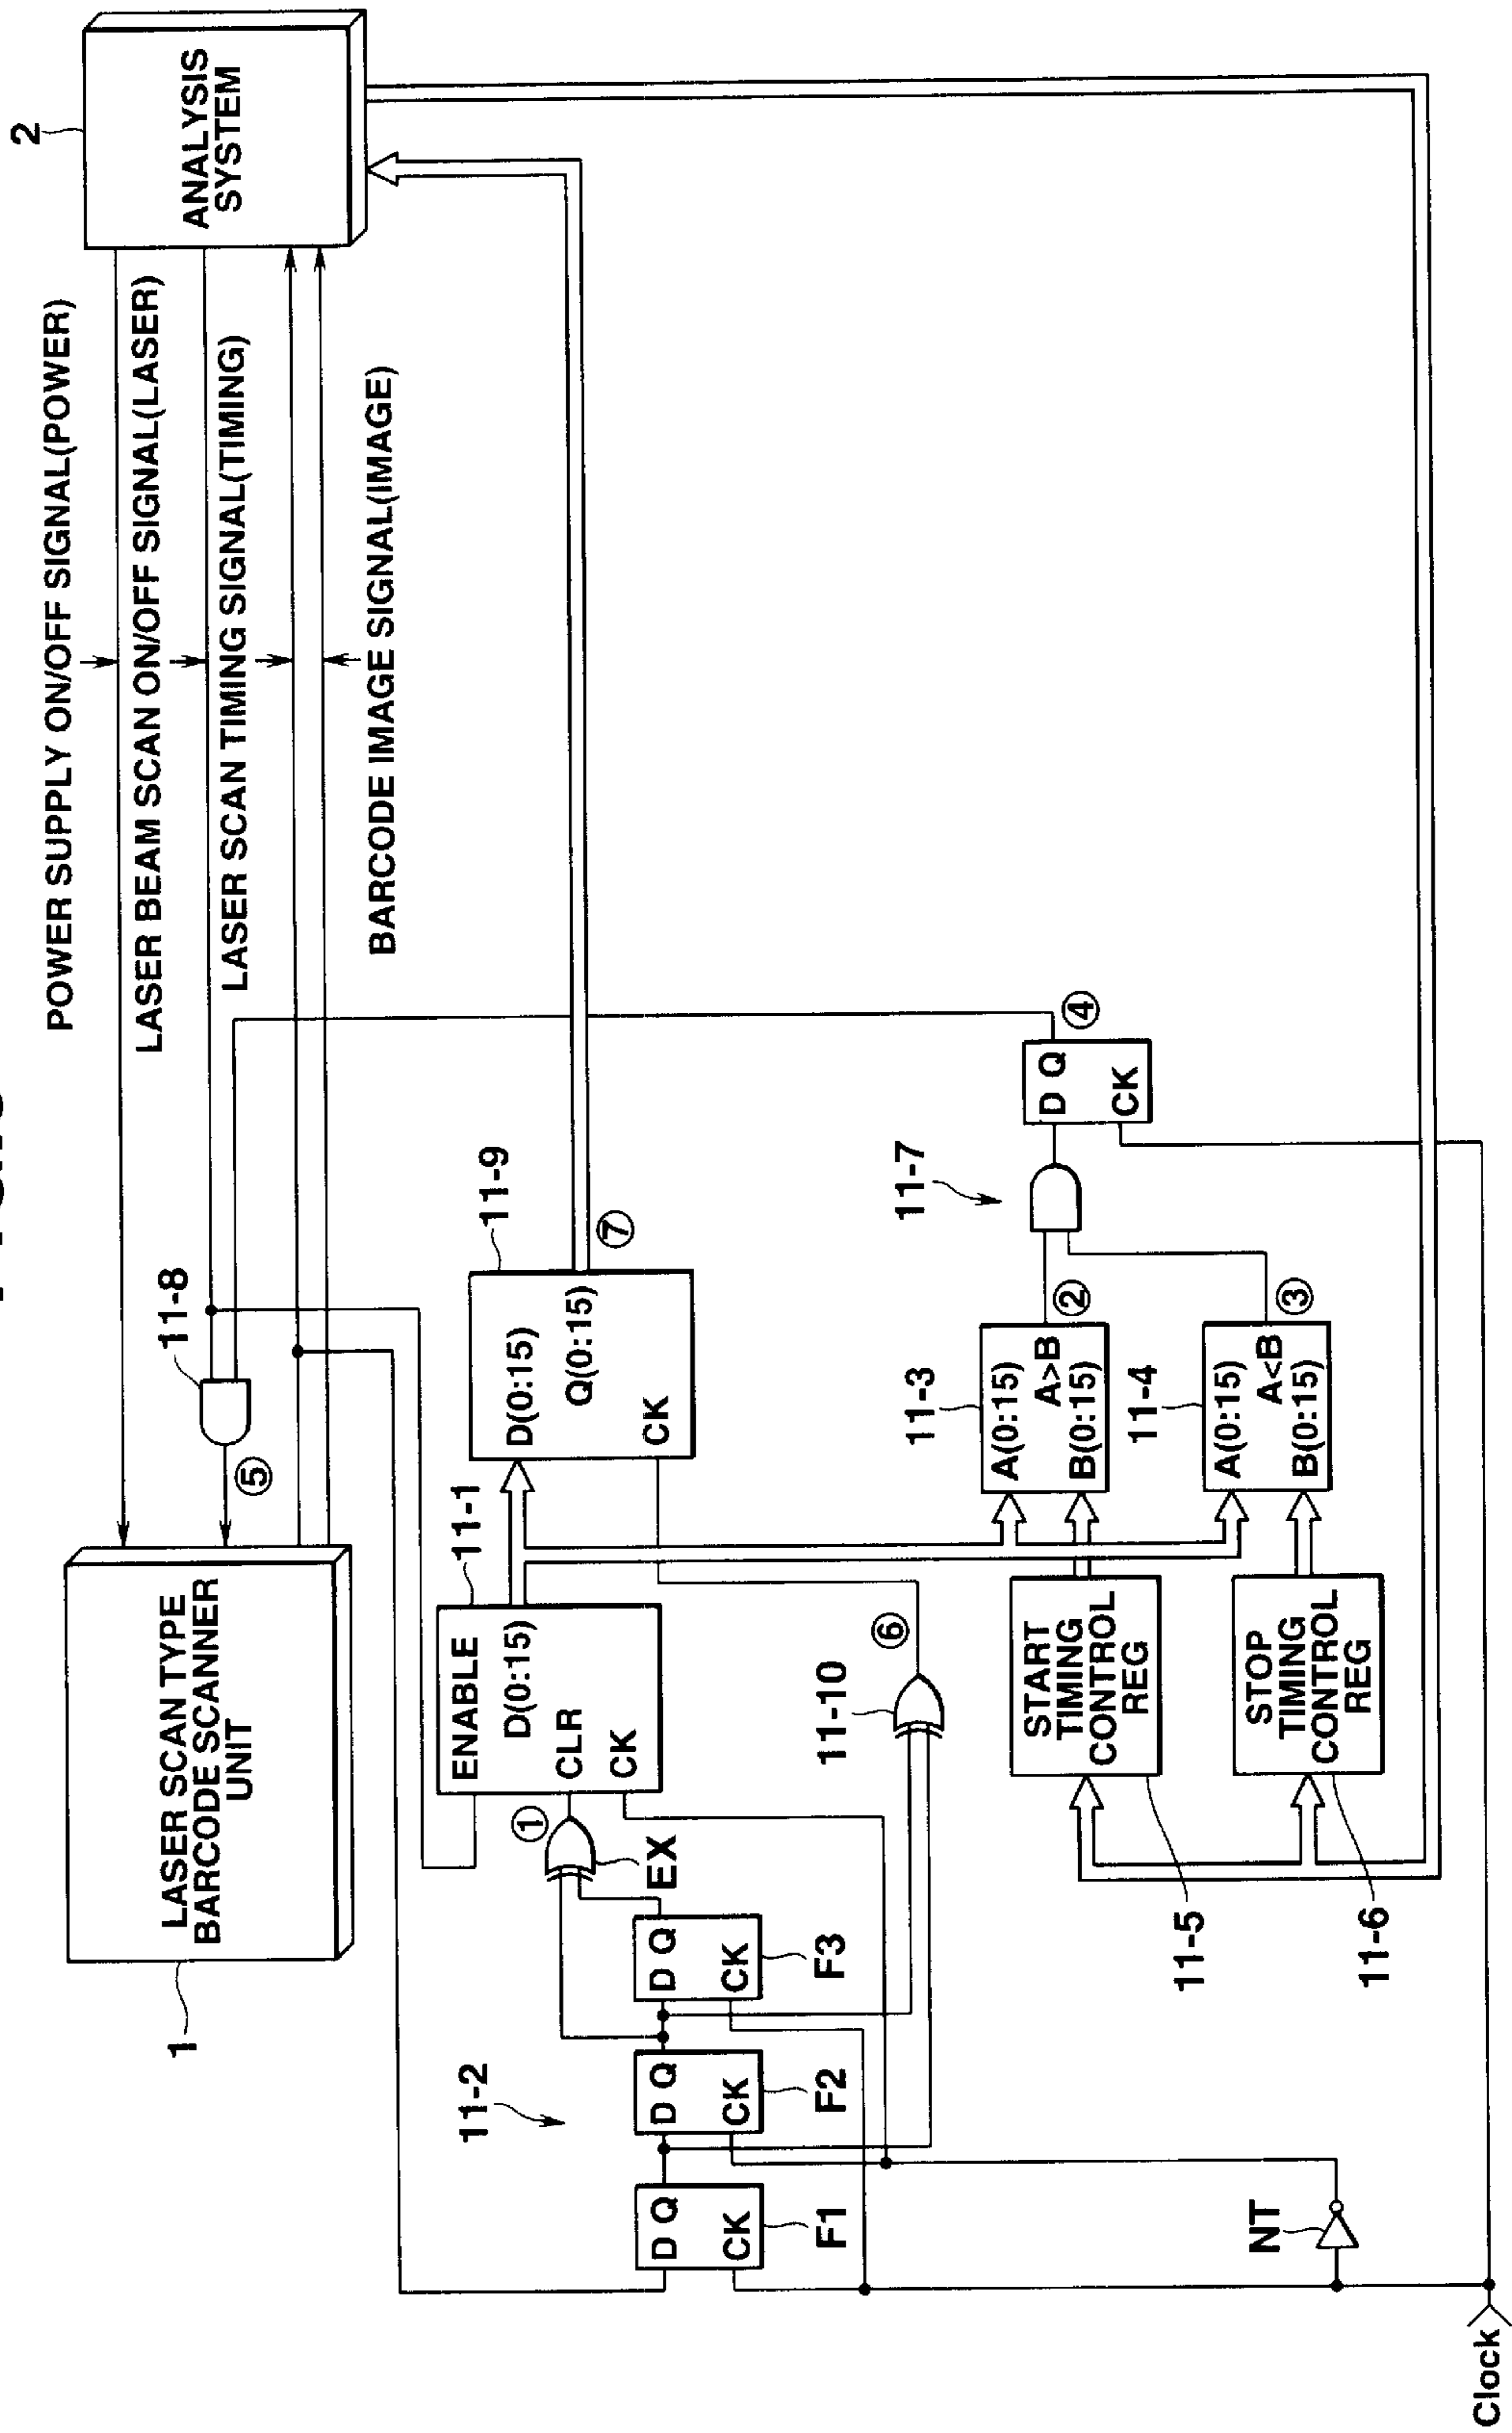 2
ANALYSIS
SYSTEM
POWER SUPPLY ON/OFF SIGNAL(POWER)
LASER BEAM SCAN ON/OFF SIGNAL(LASER)
LASER SCAN TIMING SIGNAL(TIMING)
BARCODE IMAGE SIGNAL(IMAGE)
1
LASER SCAN TYPE
BARCODE SCANNER
UNIT
11-8
⑤
11-1
ENABLE
D(0:15)
CLR
CK
11-9
D(0:15)
Q(0:15)
CK
⑦
①
EX
11-2
D Q
CK
F1
D Q
CK
F2
D Q
CK
F3
11-10
⑥
11-3
A(0:15)
A>B
B(0:15)
②
11-4
A(0:15)
A<B
B(0:15)
③
11-7
D Q
CK
④
START
TIMING
CONTROL
REG
11-5
STOP
TIMING
CONTROL
REG
11-6
NT
Clock